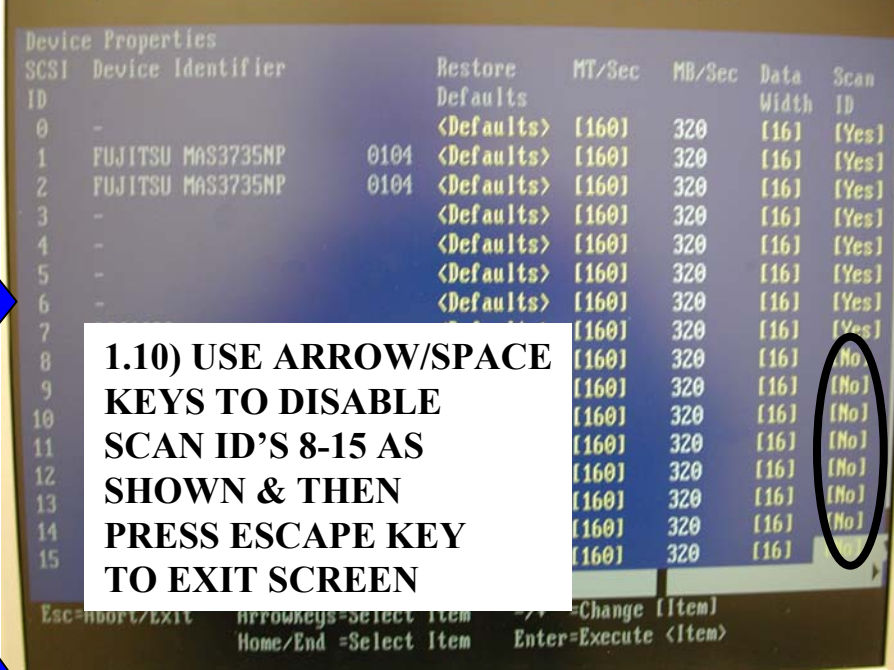 Device Properties
SCSI Device Identifier Restore MT/Sec MB/Sec Data Scan
ID Defaults Width ID
0 - <Defaults> [160] 320 [16] [Yes]
1 FUJITSU MAS3735NP 0104 <Defaults> [160] 320 [16] [Yes]
2 FUJITSU MAS3735NP 0104 <Defaults> [160] 320 [16] [Yes]
3 - <Defaults> [160] 320 [16] [Yes]
4 - <Defaults> [160] 320 [16] [Yes]
5 - <Defaults> [160] 320 [16] [Yes]
6 - <Defaults> [160] 320 [16] [Yes]
7 [160] 320 [16] [Yes]
8 [160] 320 [16] [No]
9 [160] 320 [16] [No]
10 [160] 320 [16] [No]
11 [160] 320 [16] [No]
12 [160] 320 [16] [No]
13 [160] 320 [16] [No]
14 [160] 320 [16] [No]
15 [160] 320 [16]
1.10) USE ARROW/SPACE
KEYS TO DISABLE
SCAN ID'S 8-15 AS
SHOWN & THEN
PRESS ESCAPE KEY
TO EXIT SCREEN
Esc=Abort/Exit ArrowKeys=Select Item -/+ =Change [Item]
Home/End =Select Item Enter=Execute <Item>